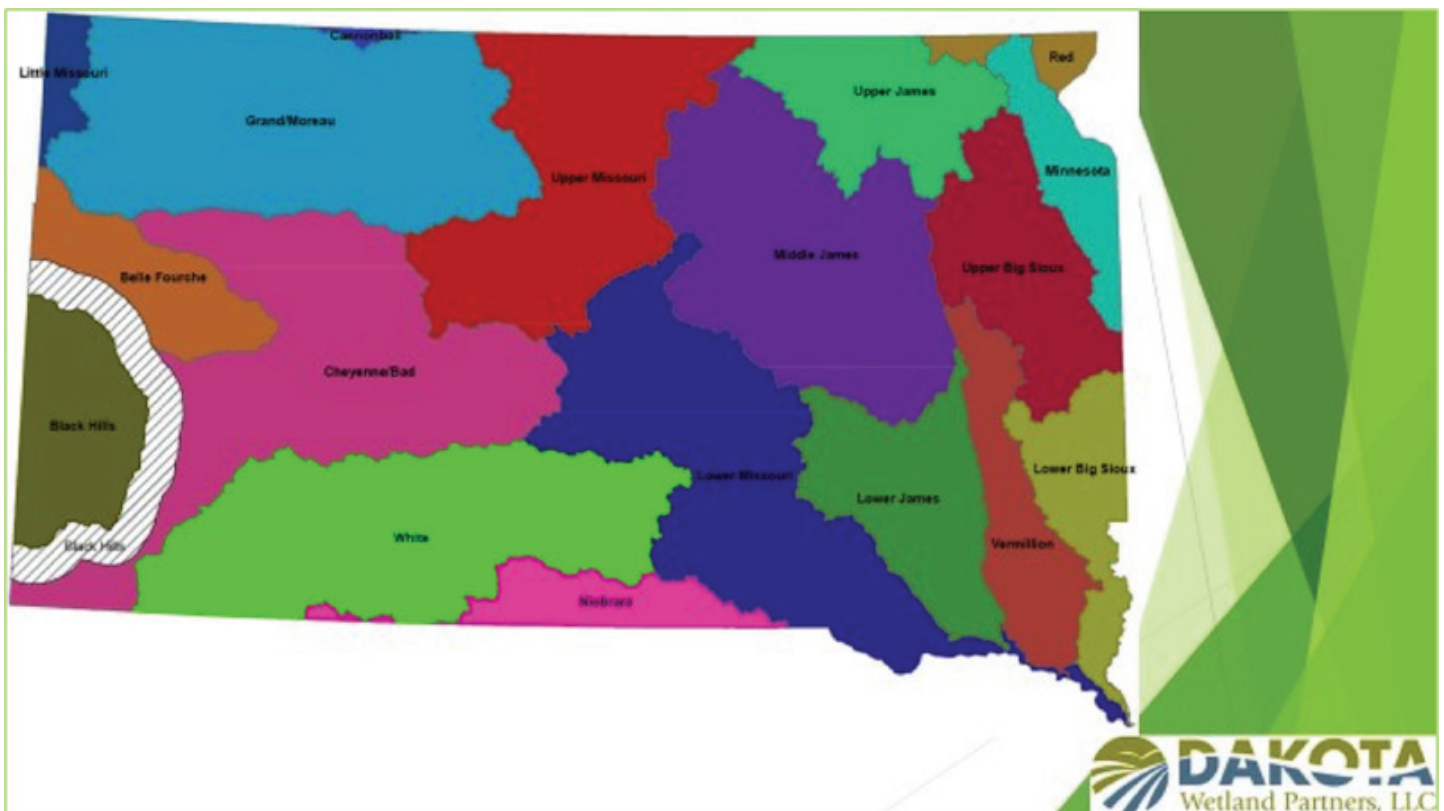 Cannonball
Red
Little Missouri
Upper James
Grand/Moreau
Minnesota
Upper Missouri
Middle James
Upper Big Sioux
Belle Fourche
Cheyenne/Bad
Black Hills
Lower Big Sioux
Lower Missouri
Lower James
White
Vermillion
Black Hills
Niobrara
DAKOTA
Wetland Partners, LLC